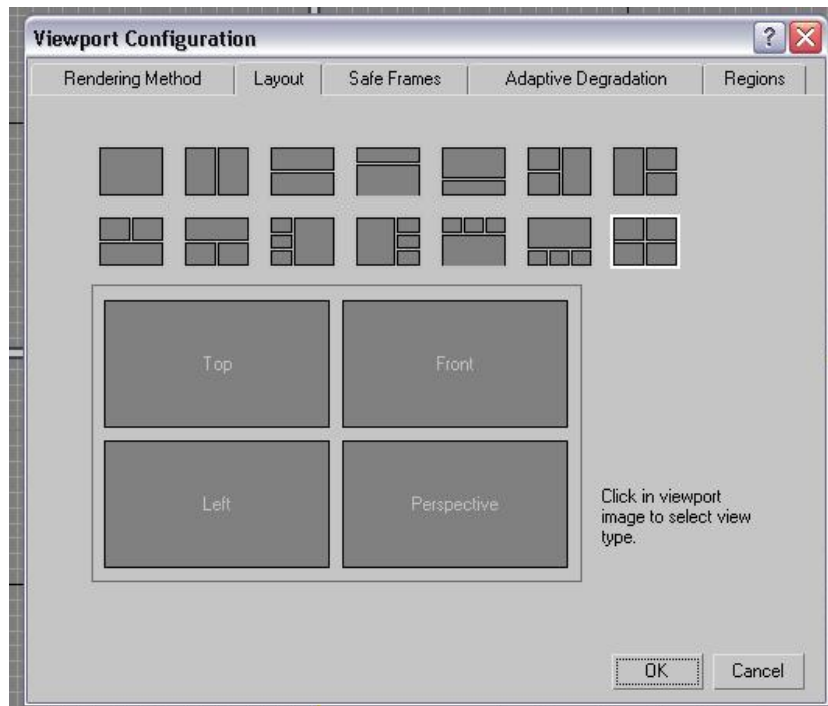 Viewport Configuration
Rendering Method Layout Safe Frames Adaptive Degradation Regions
Top Front
Left Perspective
Click in viewport
image to select view
type.
OK Cancel